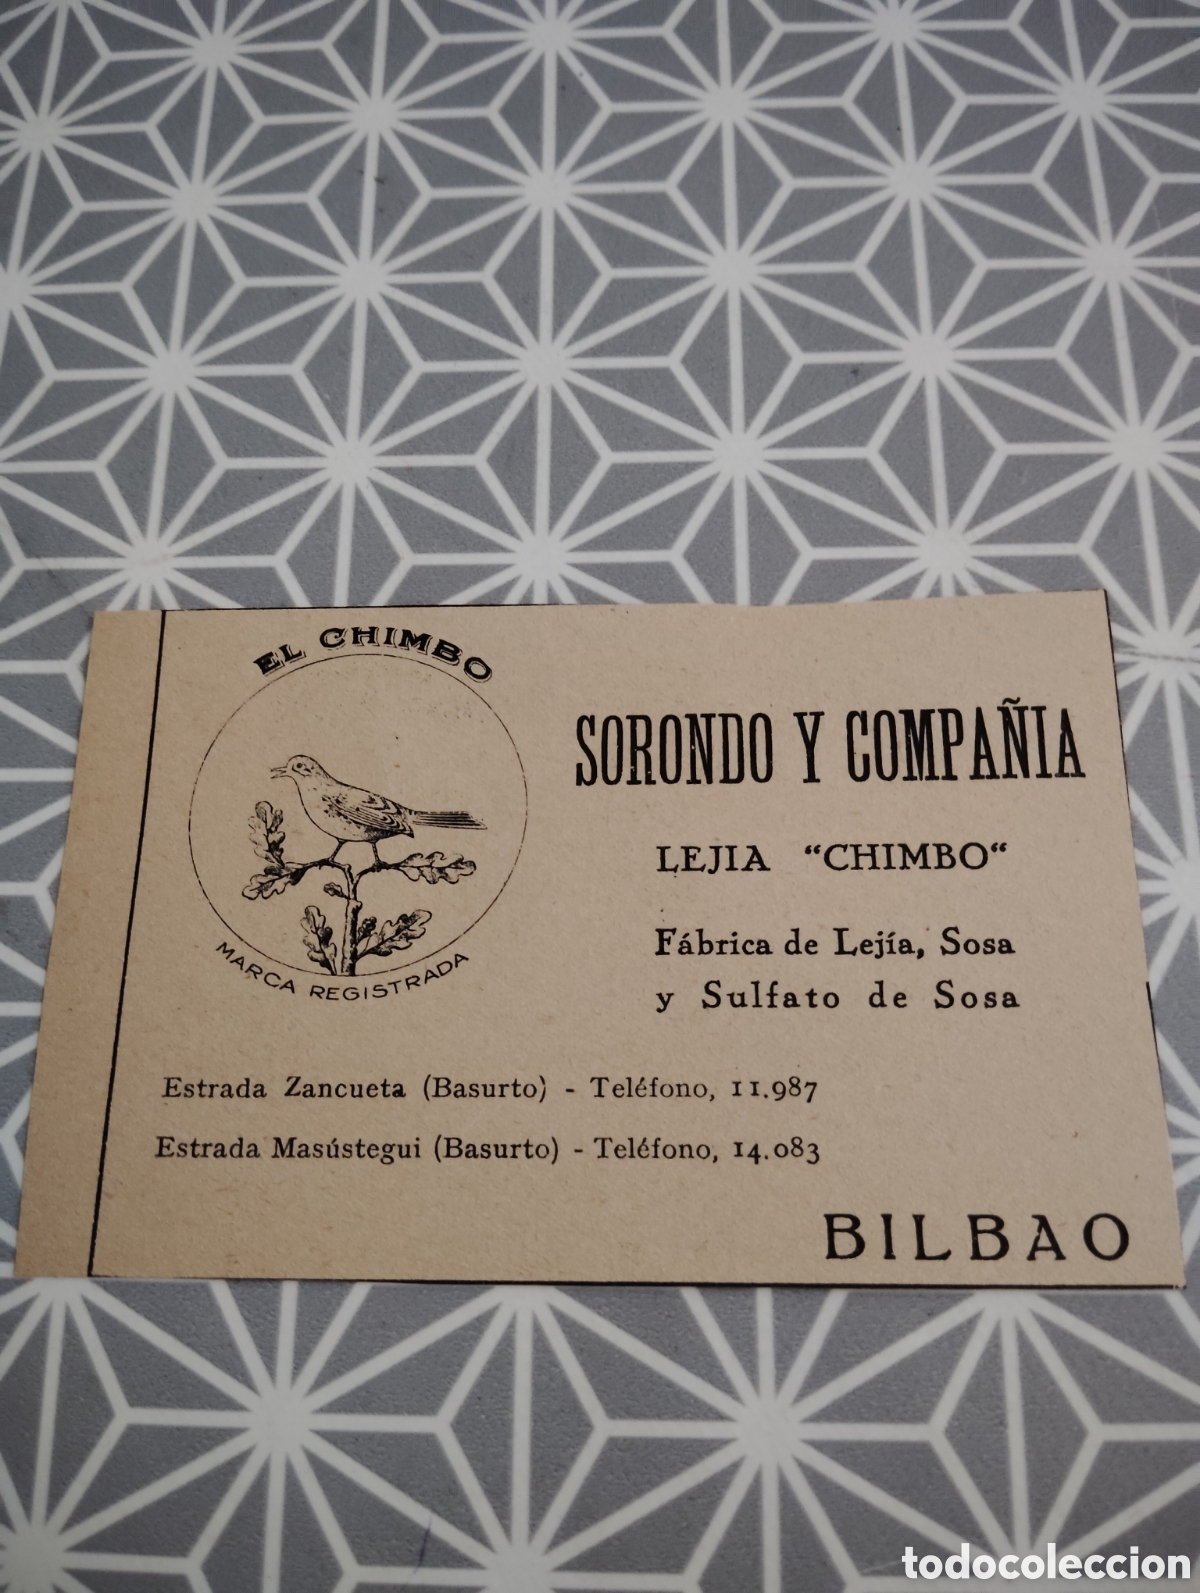 EL CHIMBO
MARCA REGISTRADA
SORONDO Y COMPAÑIA
LEJIA "CHIMBO"
Fábrica de Lejía, Sosa
y Sulfato de Sosa
Estrada Zancueta (Basurto) - Teléfono, 11.987
Estrada Masústegui (Basurto) - Teléfono, 14.083
BILBAO
todocoleccion